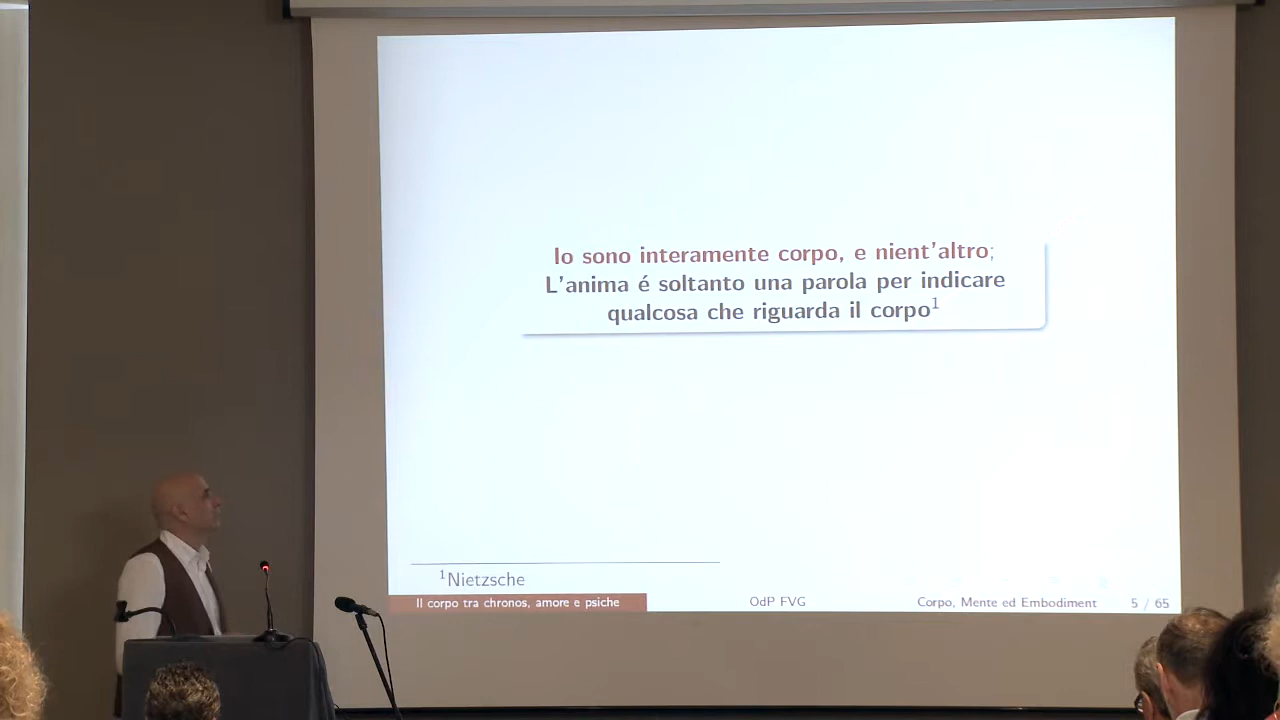 Io sono interamente corpo, e nient'altro;
L'anima é soltanto una parola per indicare
qualcosa che riguarda il corpo¹
¹Nietzsche
Il corpo tra chronos, amore e psiche
OdP FVG
Corpo, Mente ed Embodiment
5 / 65